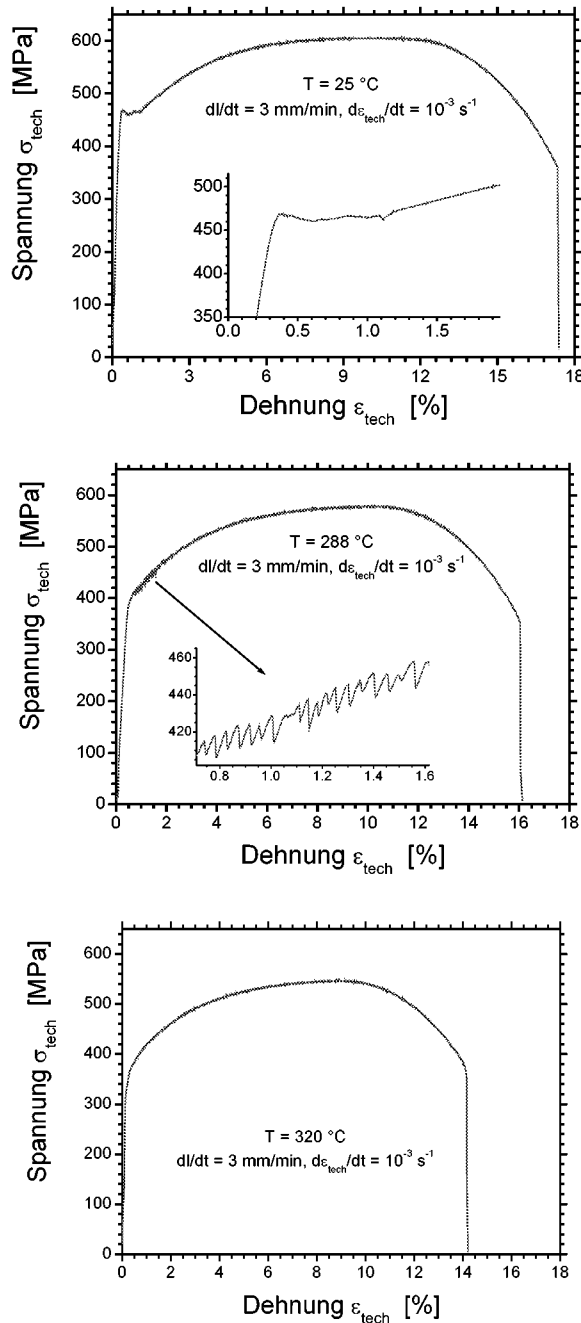 Spannung σtech [MPa]
600
500
400
300
200
100
0
T = 25 °C
dl/dt = 3 mm/min, dεtech/dt = 10⁻³ s⁻¹
500
450
400
350
0.0 0.5 1.0 1.5
0 3 6 9 12 15 18
Dehnung εtech [%]
Spannung σtech [MPa]
600
500
400
300
200
100
0
T = 288 °C
dl/dt = 3 mm/min, dεtech/dt = 10⁻³ s⁻¹
460
440
420
0.8 1.0 1.2 1.4 1.6
0 2 4 6 8 10 12 14 16 18
Dehnung εtech [%]
Spannung σtech [MPa]
600
500
400
300
200
100
0
T = 320 °C
dl/dt = 3 mm/min, dεtech/dt = 10⁻³ s⁻¹
0 2 4 6 8 10 12 14 16 18
Dehnung εtech [%]